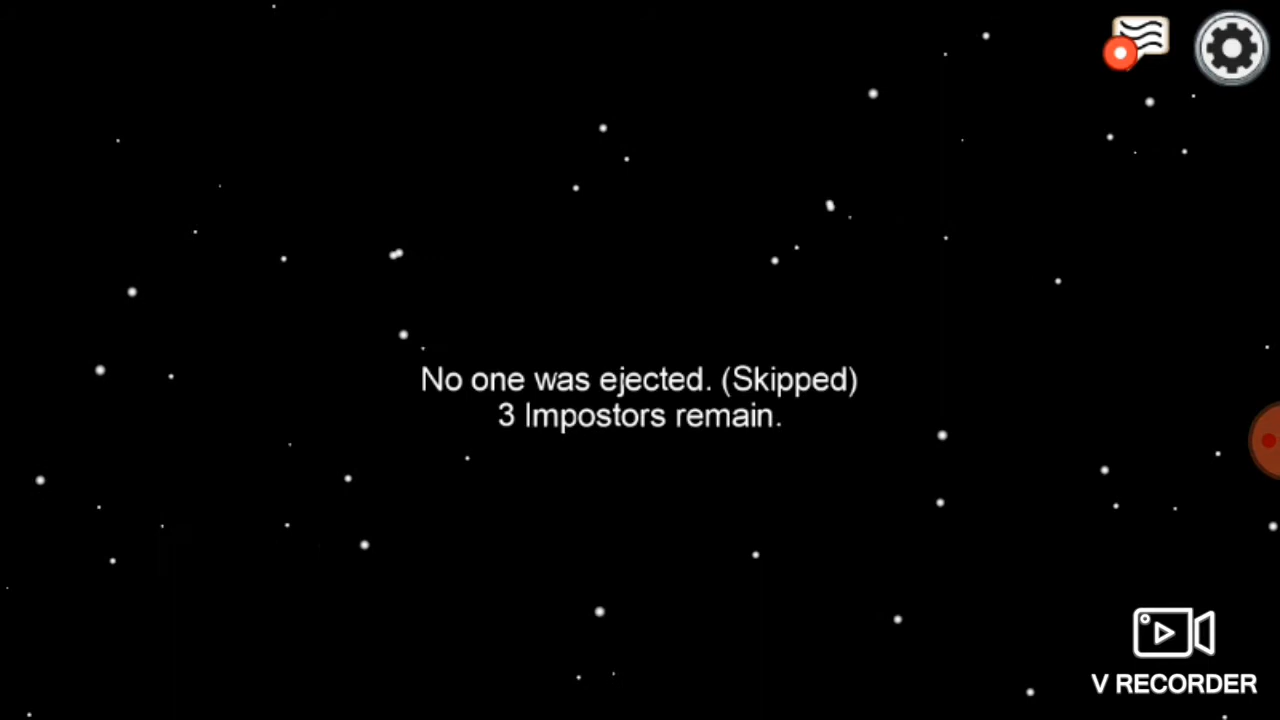 No one was ejected. (Skipped)
3 Impostors remain.
V RECORDER